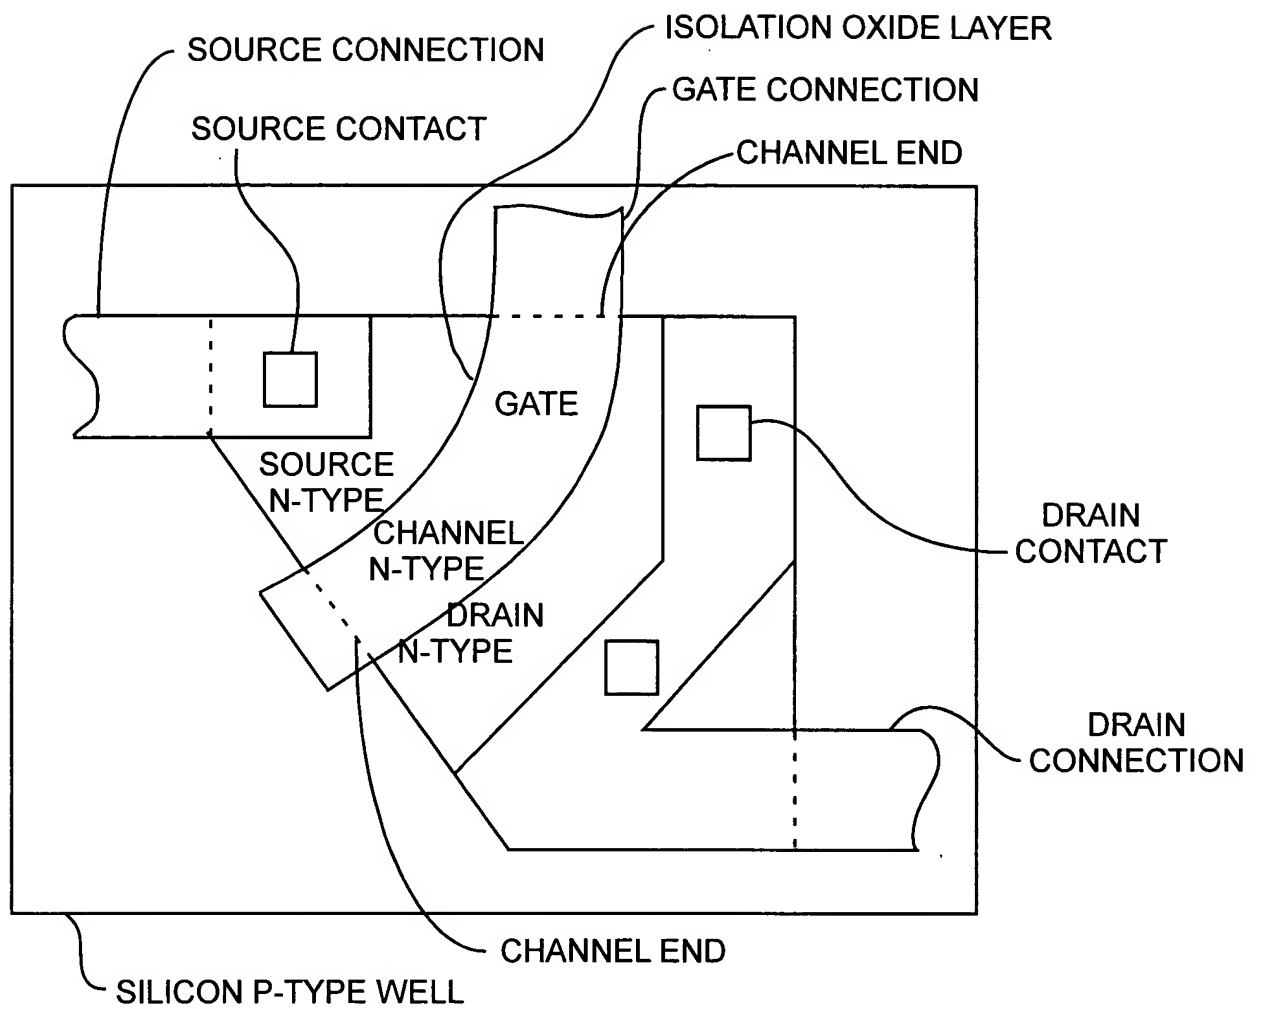 ISOLATION OXIDE LAYER
SOURCE CONNECTION
GATE CONNECTION
SOURCE CONTACT
CHANNEL END
GATE
SOURCE
N-TYPE
CHANNEL
N-TYPE
DRAIN
CONTACT
DRAIN
N-TYPE
DRAIN
CONNECTION
CHANNEL END
SILICON P-TYPE WELL